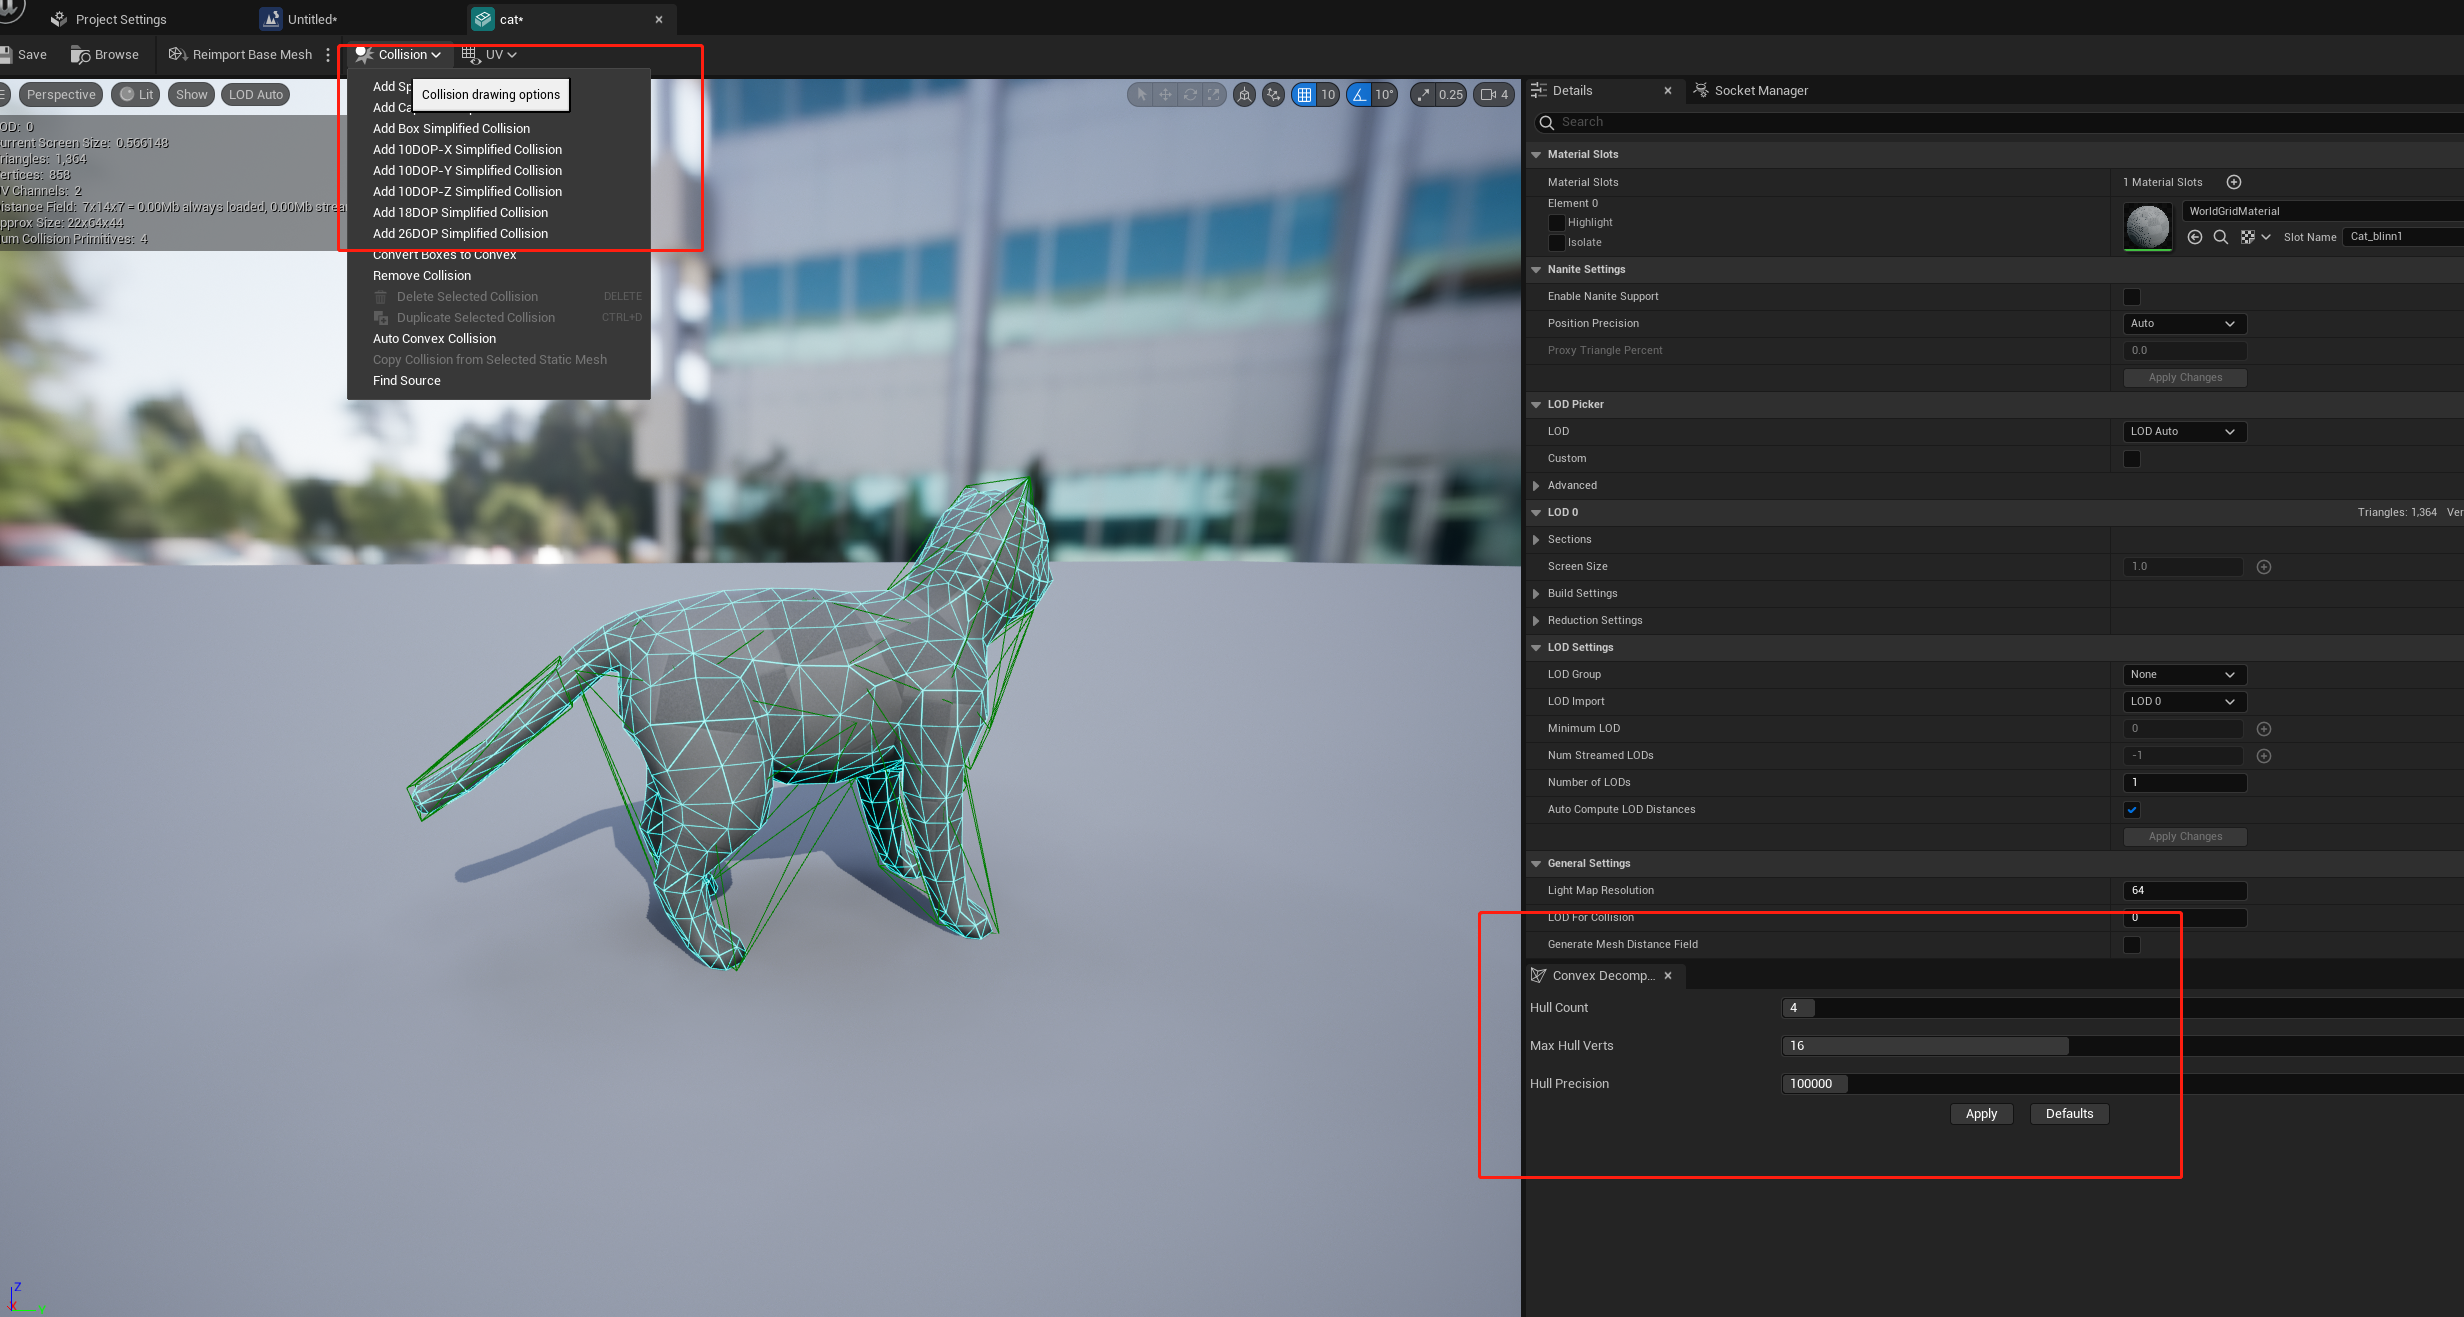 Project Settings
Untitled*
cat*
Save
Browse
Reimport Base Mesh
Collision
UV
Perspective
Lit
Show
LOD Auto
10
10°
0.25
4
OD: 0
urrent Screen Size: 0.566148
riangles: 1,364
ertices: 858
V Channels: 2
istance Field: 7x14x7 = 0.00Mb always loaded, 0.00Mb strea
pprox Size: 22x64x44
um Collision Primitives: 4
Add Sp
Add Ca
Collision drawing options
Add Box Simplified Collision
Add 10DOP-X Simplified Collision
Add 10DOP-Y Simplified Collision
Add 10DOP-Z Simplified Collision
Add 18DOP Simplified Collision
Add 26DOP Simplified Collision
Convert Boxes to Convex
Remove Collision
Delete Selected Collision DELETE
Duplicate Selected Collision CTRL+D
Auto Convex Collision
Copy Collision from Selected Static Mesh
Find Source
Z
X
Y
Details
Socket Manager
Search
Material Slots
Material Slots 1 Material Slots
Element 0
Highlight
Isolate
WorldGridMaterial
Slot Name Cat_blinn1
Nanite Settings
Enable Nanite Support
Position Precision Auto
Proxy Triangle Percent 0.0
Apply Changes
LOD Picker
LOD LOD Auto
Custom
Advanced
LOD 0 Triangles: 1,364 Ver
Sections
Screen Size 1.0
Build Settings
Reduction Settings
LOD Settings
LOD Group None
LOD Import LOD 0
Minimum LOD 0
Num Streamed LODs -1
Number of LODs 1
Auto Compute LOD Distances
Apply Changes
General Settings
Light Map Resolution 64
LOD For Collision 0
Generate Mesh Distance Field
Convex Decomp...
Hull Count 4
Max Hull Verts 16
Hull Precision 100000
Apply Defaults